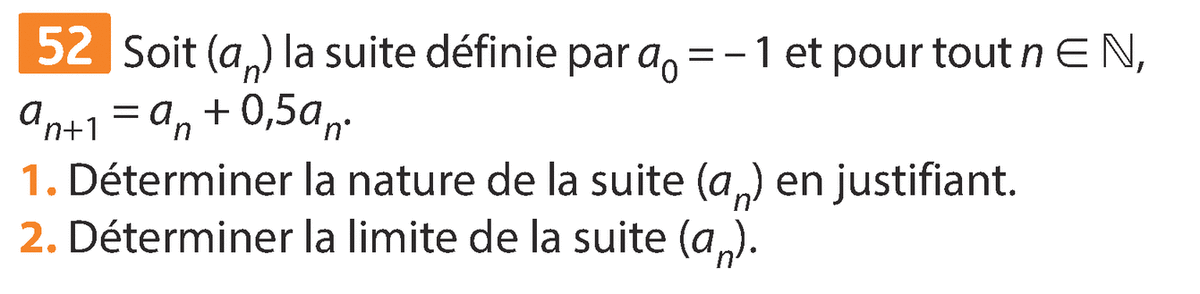 52 Soit (aₙ) la suite définie par a₀ = – 1 et pour tout n ∈ ℕ,
aₙ₊₁ = aₙ + 0,5aₙ.
1. Déterminer la nature de la suite (aₙ) en justifiant.
2. Déterminer la limite de la suite (aₙ).